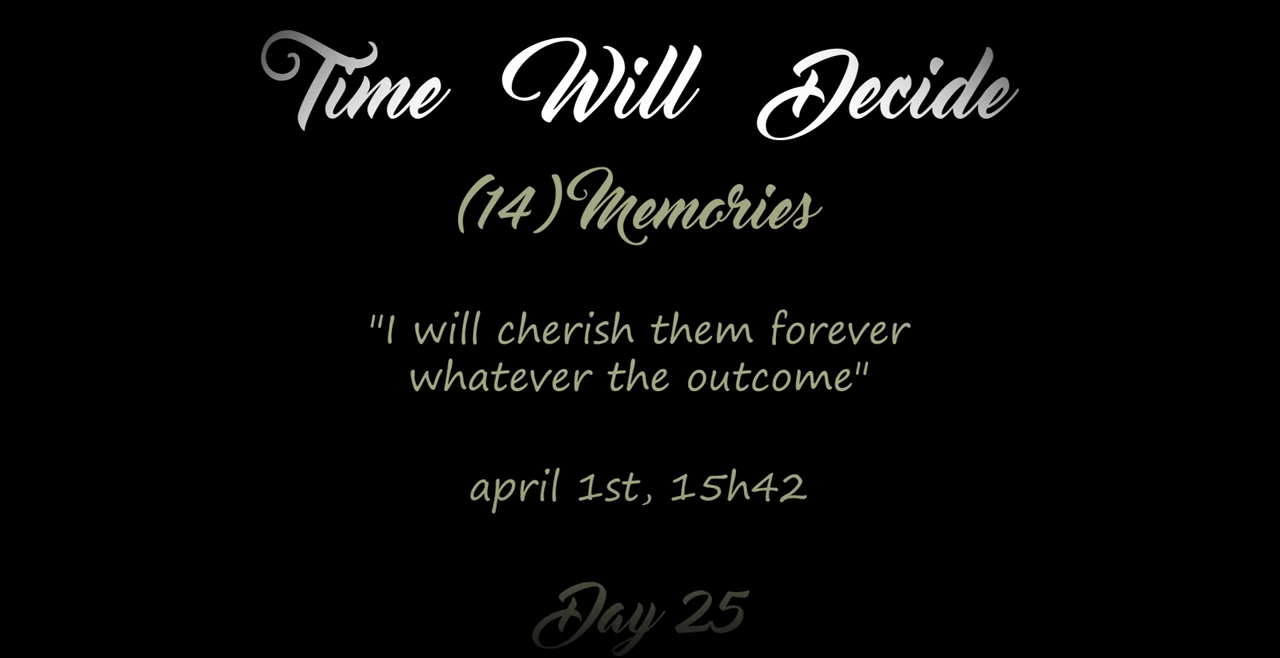 Time Will Decide
(14)Memories
"I will cherish them forever
whatever the outcome"
april 1st, 15h42
Day 25